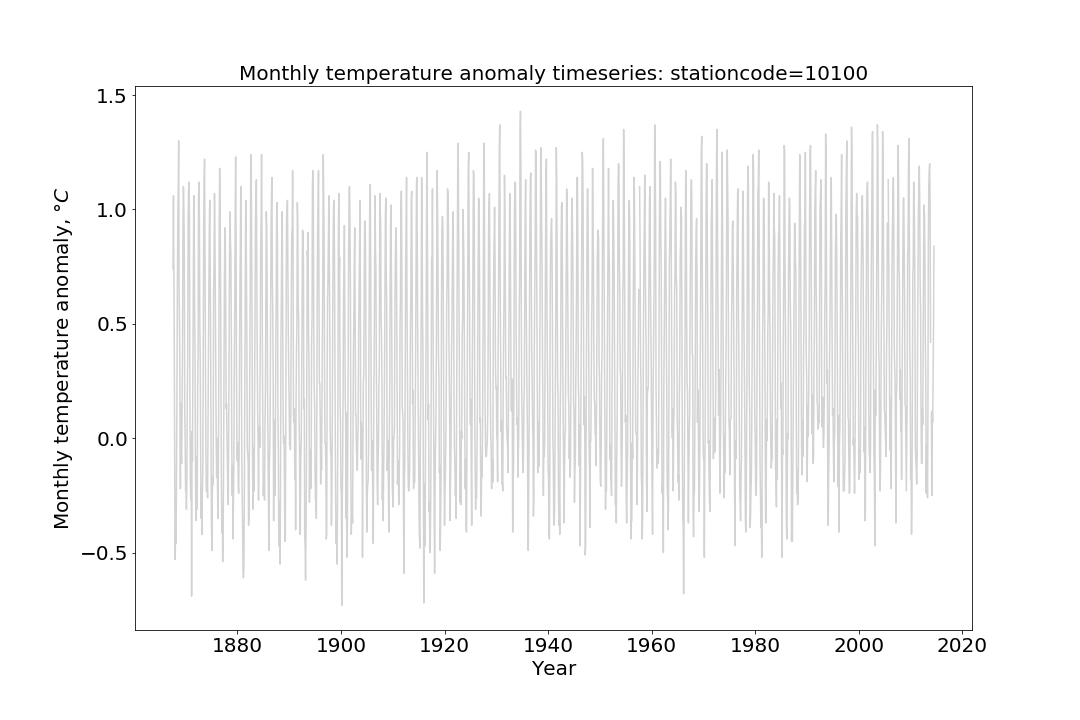 Monthly temperature anomaly timeseries: stationcode=10100
Monthly temperature anomaly, °C
1.5
1.0
0.5
0.0
−0.5
1880 1900 1920 1940 1960 1980 2000 2020
Year